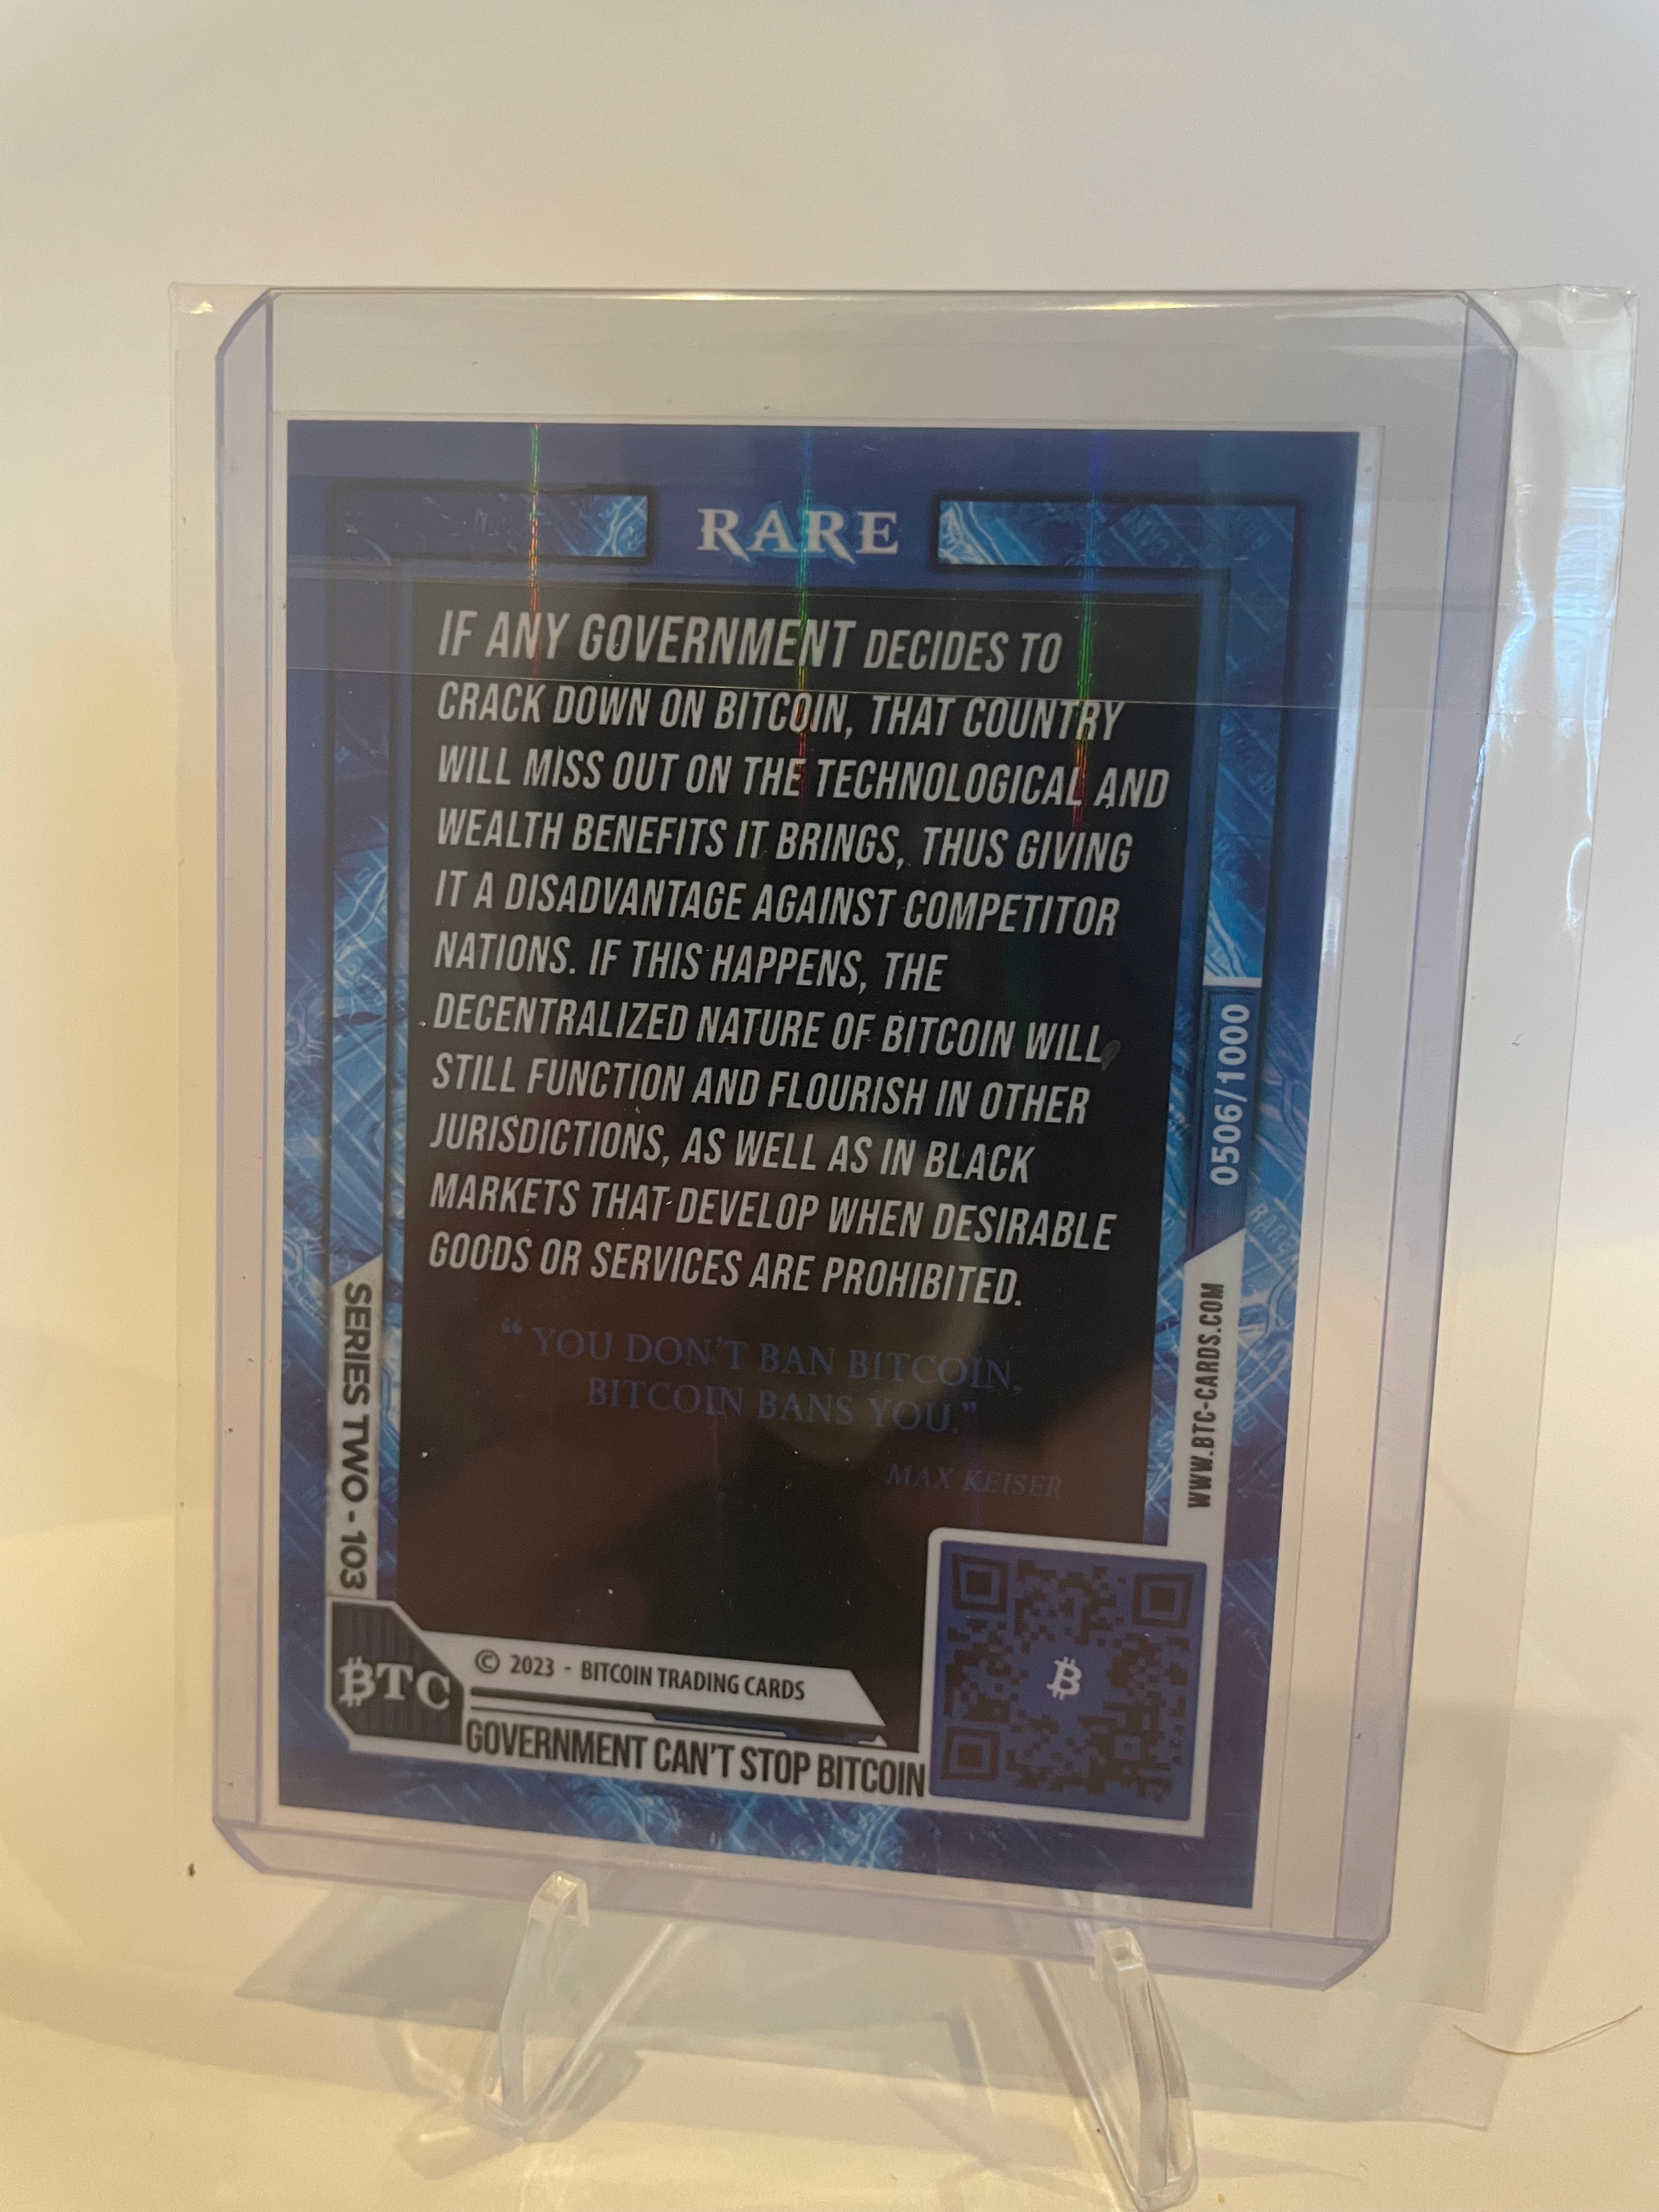 RARE
IF ANY GOVERNMENT DECIDES TO
CRACK DOWN ON BITCOIN, THAT COUNTRY
WILL MISS OUT ON THE TECHNOLOGICAL AND
WEALTH BENEFITS IT BRINGS, THUS GIVING
IT A DISADVANTAGE AGAINST COMPETITOR
NATIONS. IF THIS HAPPENS, THE
DECENTRALIZED NATURE OF BITCOIN WILL
STILL FUNCTION AND FLOURISH IN OTHER
JURISDICTIONS, AS WELL AS IN BLACK
MARKETS THAT DEVELOP WHEN DESIRABLE
GOODS OR SERVICES ARE PROHIBITED.
“ YOU DON'T BAN BITCOIN,
BITCOIN BANS YOU.”
MAX KEISER
0506/1000
WWW.BTC-CARDS.COM
SERIES TWO - 103
₿TC
© 2023 - BITCOIN TRADING CARDS
GOVERNMENT CAN'T STOP BITCOIN
₿